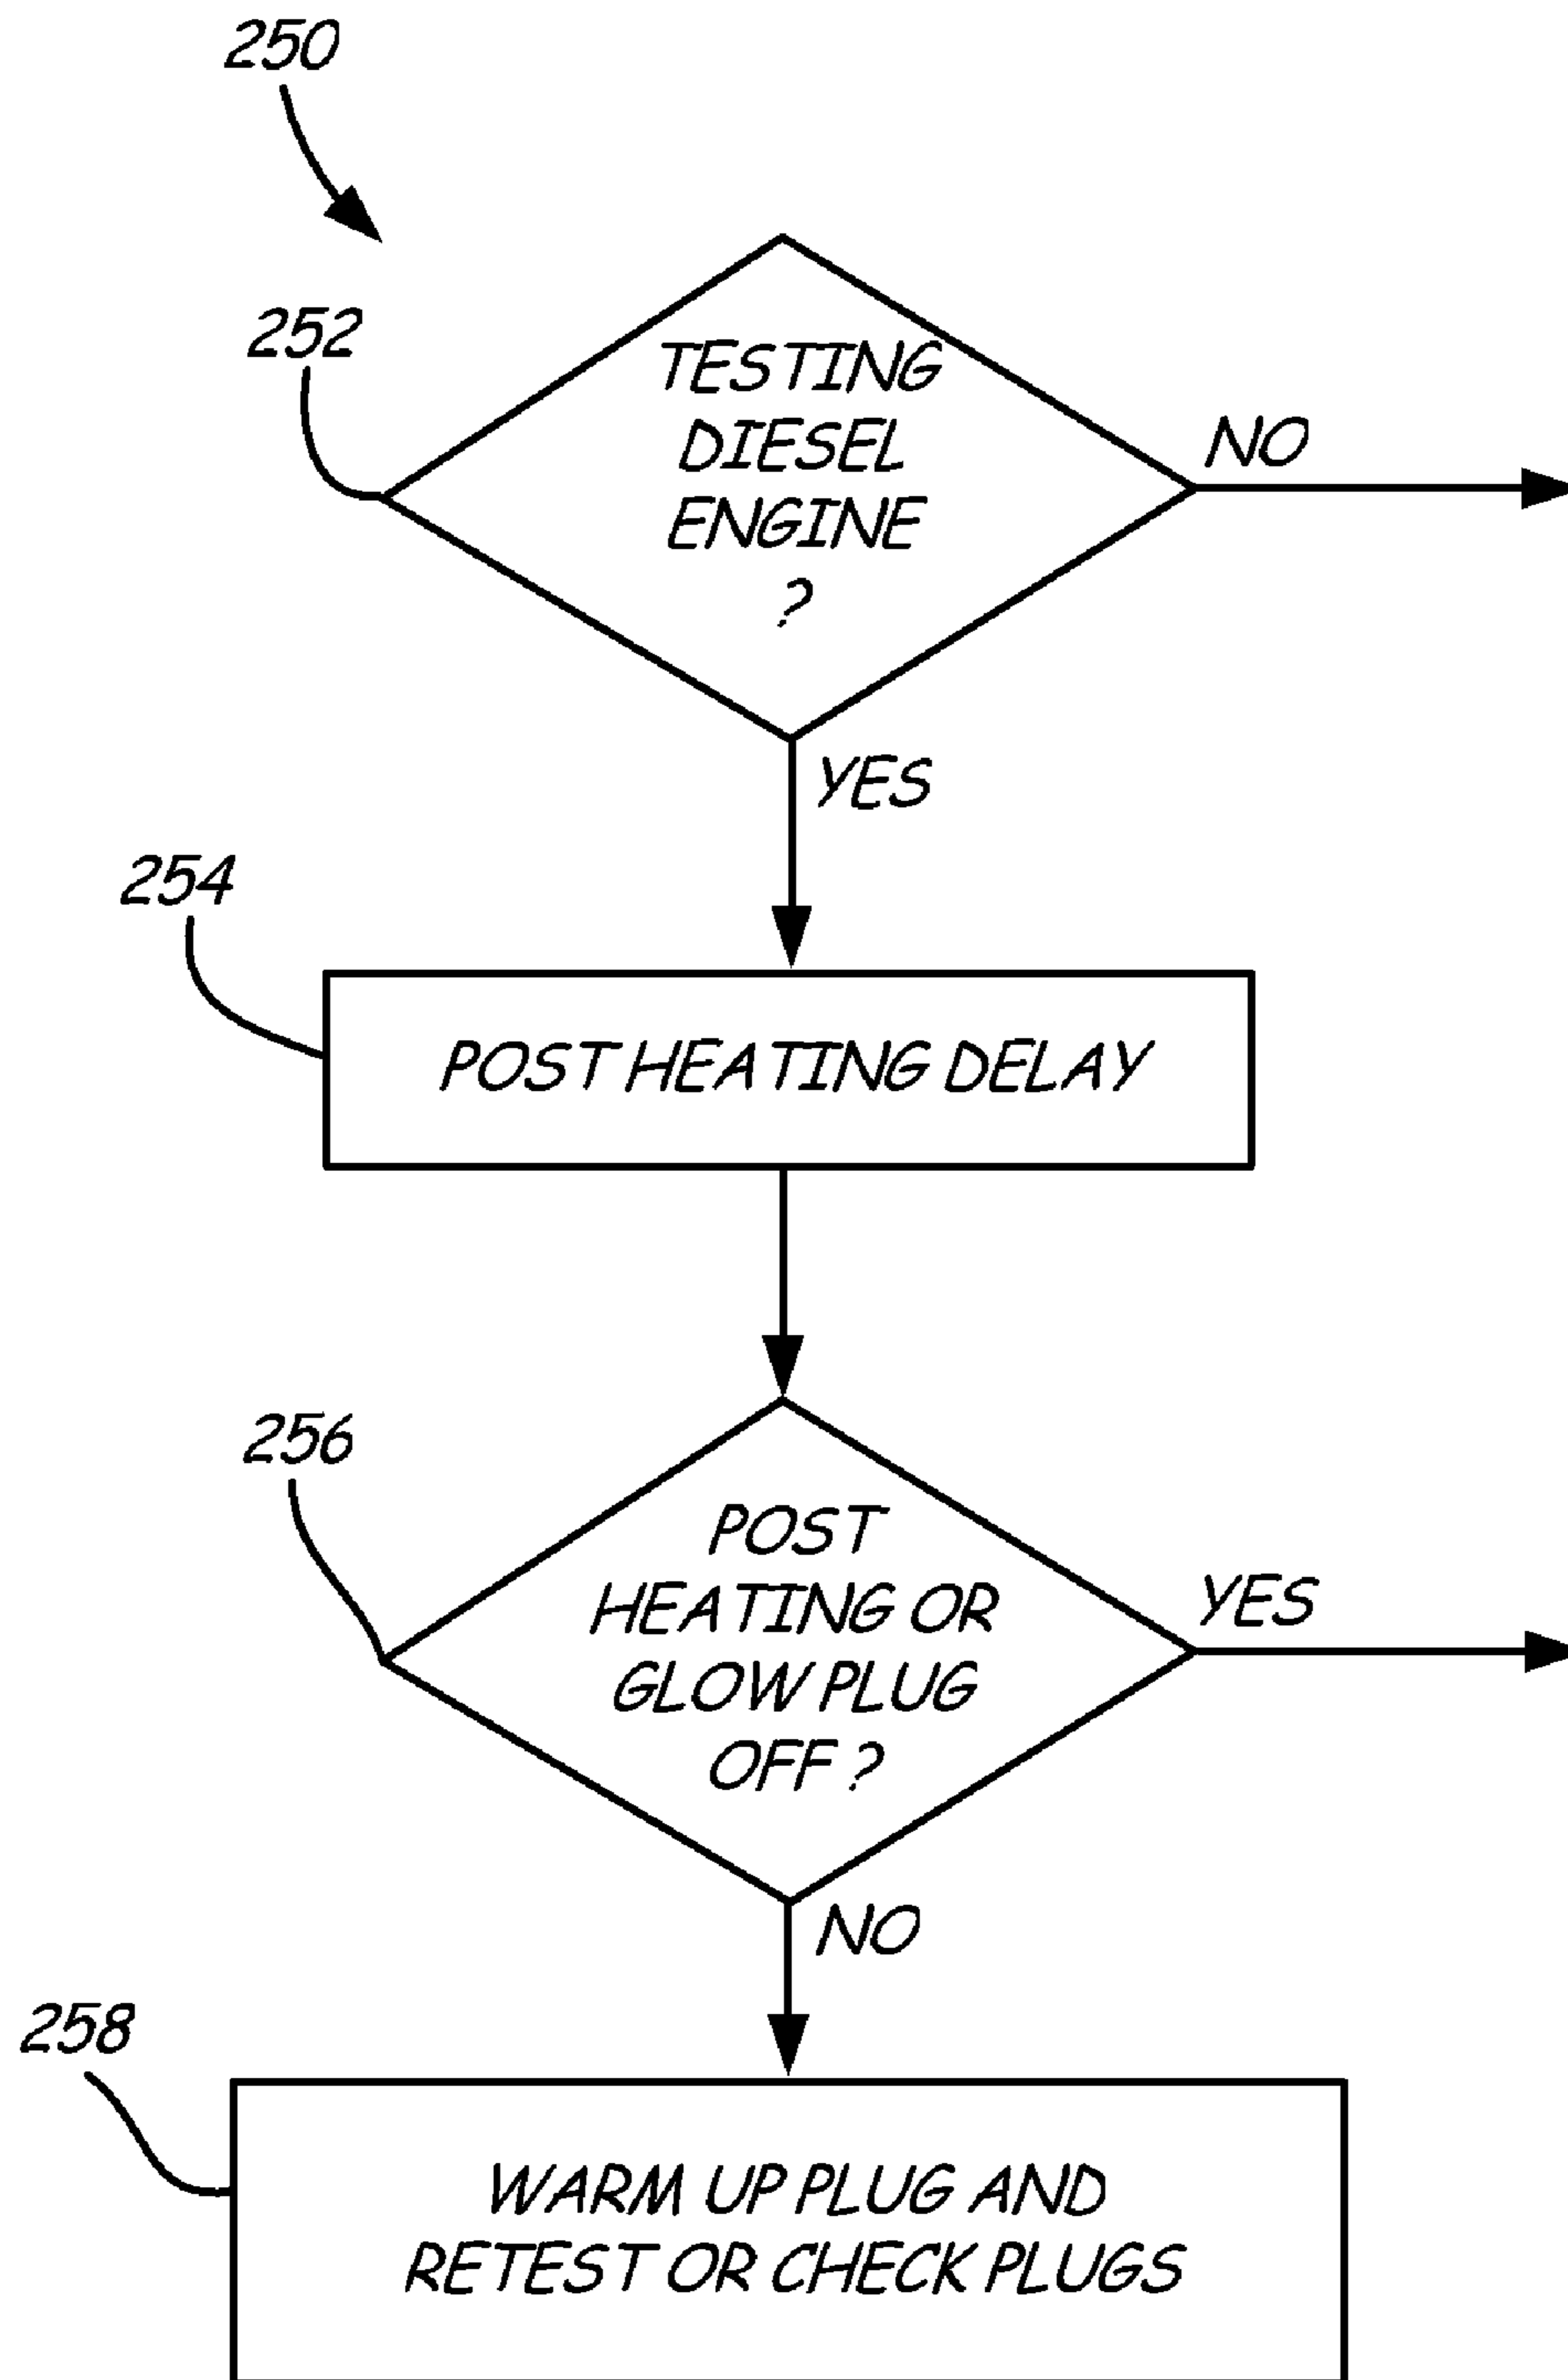 250
252
TESTING
DIESEL
ENGINE
?
NO
YES
254
POST HEATING DELAY
256
POST
HEATING OR
GLOW PLUG
OFF ?
YES
NO
258
WARM UP PLUG AND
RETEST OR CHECK PLUGS